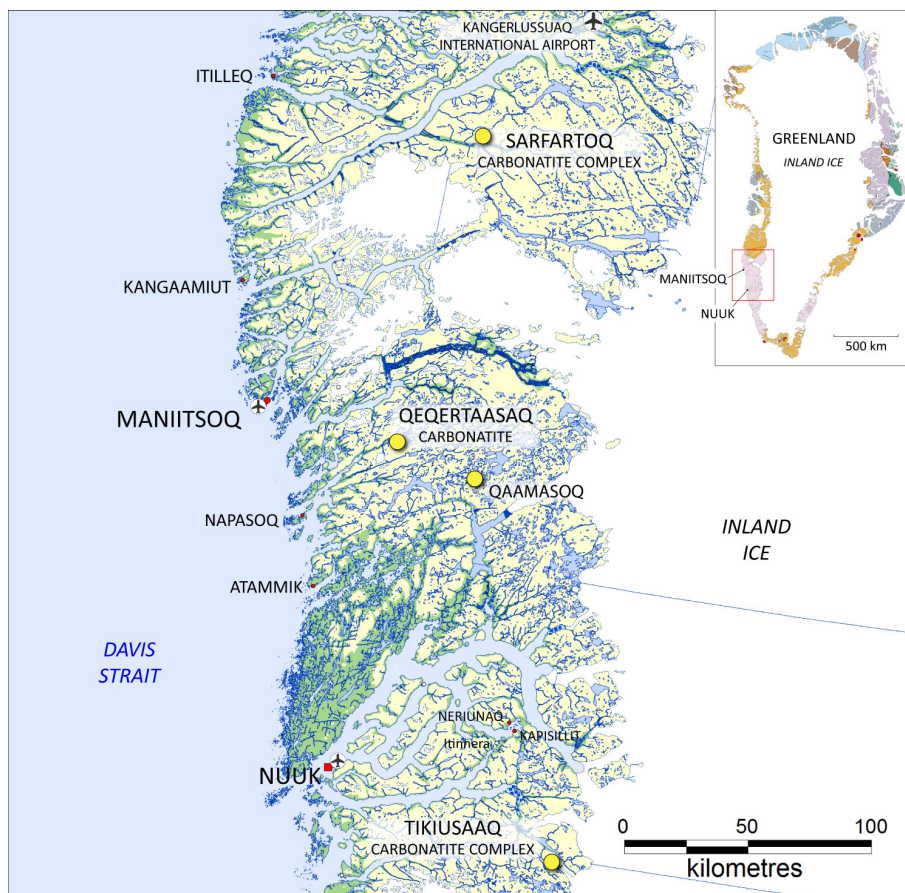 KANGERLUSSUAQ
INTERNATIONAL AIRPORT
ITILLEQ
SARFARTOQ
CARBONATITE COMPLEX
GREENLAND
INLAND ICE
MANIITSOQ
NUUK
500 km
KANGAAMIUT
MANIITSOQ
QEQERTAASAQ
CARBONATITE
QAAMASOQ
NAPASOQ
INLAND
ICE
ATAMMIK
DAVIS
STRAIT
NERIUNAQ
KAPISILLIT
Itinnera
NUUK
TIKIUSAAQ
CARBONATITE COMPLEX
0 50 100
kilometres